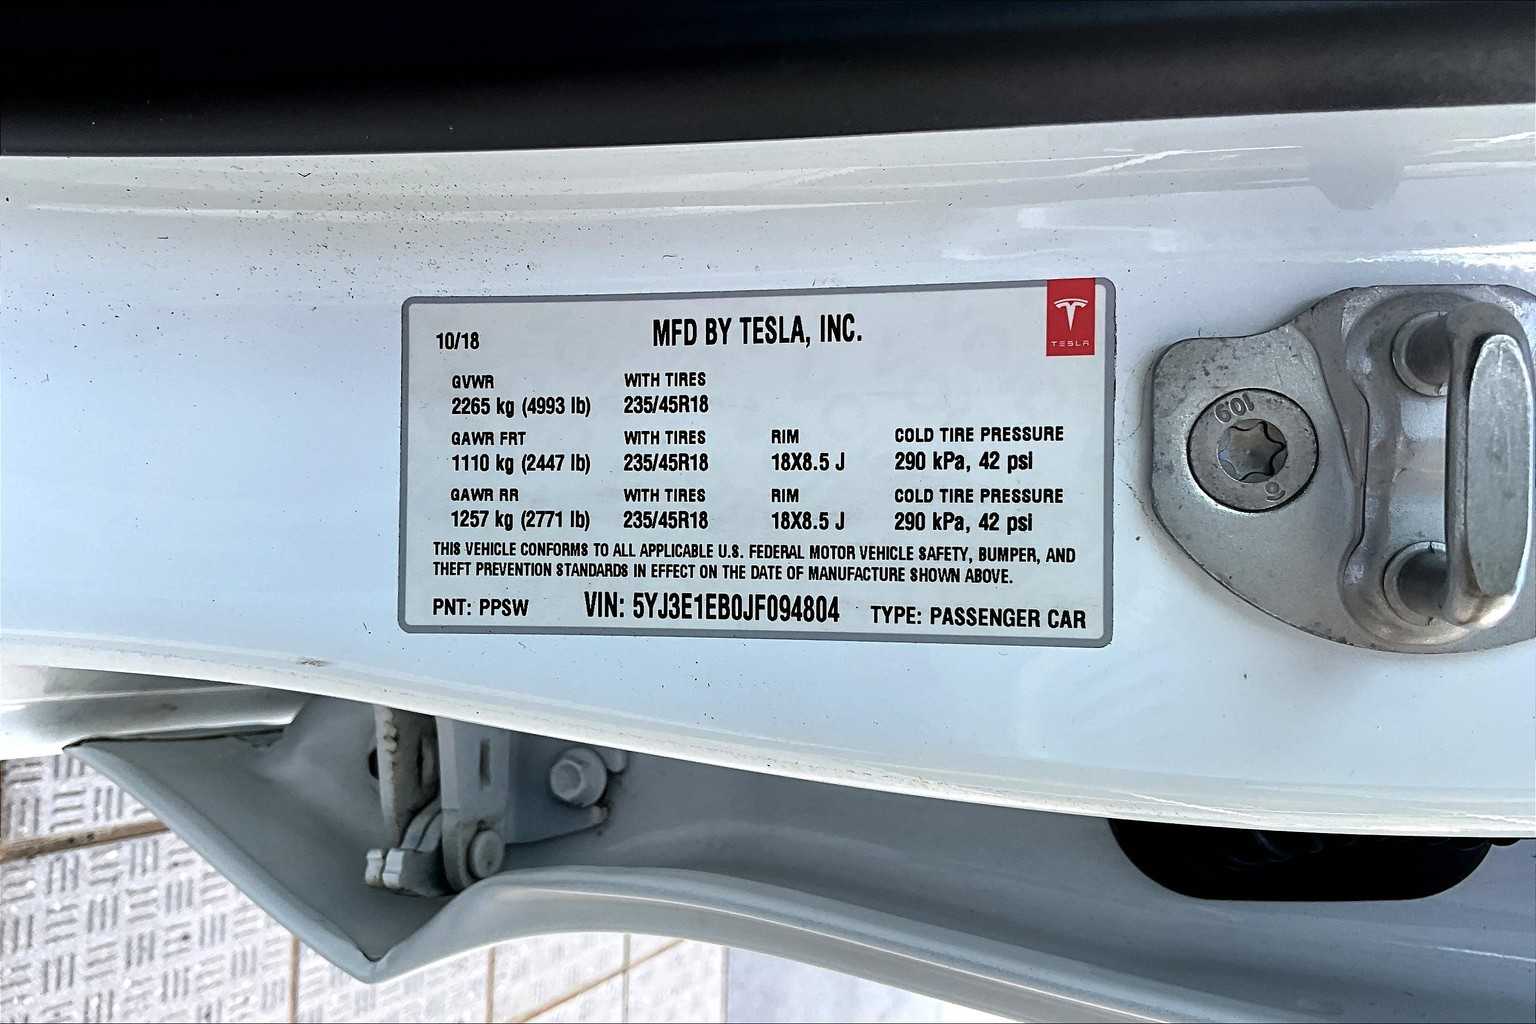 10/18
MFD BY TESLA, INC.
TESLA
GVWR WITH TIRES
2265 kg (4993 lb) 235/45R18
GAWR FRT WITH TIRES RIM COLD TIRE PRESSURE
1110 kg (2447 lb) 235/45R18 18X8.5 J 290 kPa, 42 psi
GAWR RR WITH TIRES RIM COLD TIRE PRESSURE
1257 kg (2771 lb) 235/45R18 18X8.5 J 290 kPa, 42 psi
THIS VEHICLE CONFORMS TO ALL APPLICABLE U.S. FEDERAL MOTOR VEHICLE SAFETY, BUMPER, AND
THEFT PREVENTION STANDARDS IN EFFECT ON THE DATE OF MANUFACTURE SHOWN ABOVE.
PNT: PPSW VIN: 5YJ3E1EB0JF094804 TYPE: PASSENGER CAR